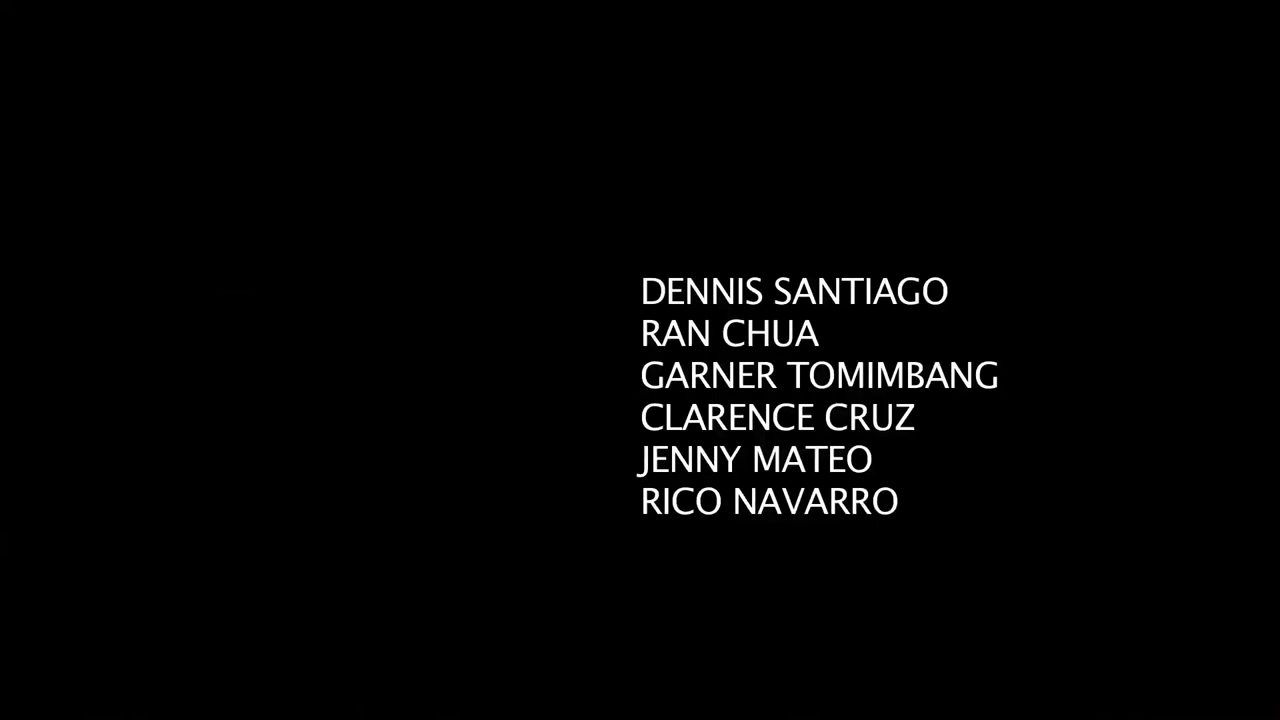 DENNIS SANTIAGO
RAN CHUA
GARNER TOMIMBANG
CLARENCE CRUZ
JENNY MATEO
RICO NAVARRO